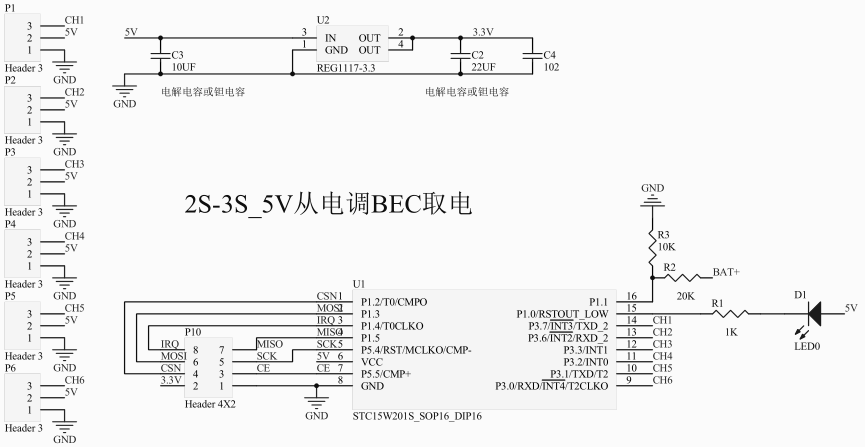 P1
3 CH1
2 5V
1
Header 3 GND
P2
3 CH2
2 5V
1
Header 3 GND
P3
3 CH3
2 5V
1
Header 3 GND
P4
3 CH4
2 5V
1
Header 3 GND
P5
3 CH5
2 5V
1
Header 3 GND
P6
3 CH6
2 5V
1
Header 3 GND
U2
5V 3 IN OUT 2 3.3V
1 GND OUT 4
REG1117-3.3
C3
10UF
C2
22UF
C4
102
GND
电解电容或钽电容
电解电容或钽电容
2S-3S_5V从电调BEC取电
GND
R3
10K
R2
20K
BAT+
R1
1K
D1
LED0
5V
U1
CSN 1 P1.2/T0/CMPO P1.1 16
MOSI 2 P1.3 P1.0/RSTOUT_LOW 15
IRQ 3 P1.4/T0CLKO P3.7/INT3/TXD_2 14 CH1
MISO 4 P1.5 P3.6/INT2/RXD_2 13 CH2
SCK 5 P5.4/RST/MCLKO/CMP- P3.3/INT1 12 CH3
5V 6 VCC P3.2/INT0 11 CH4
CE 7 P5.5/CMP+ P3.1/TXD/T2 10 CH5
8 GND P3.0/RXD/INT4/T2CLKO 9 CH6
STC15W201S_SOP16_DIP16
P10
IRQ 8 7 MISO
MOSI 6 5 SCK
CSN 4 3 CE
3.3V 2 1
Header 4X2
GND